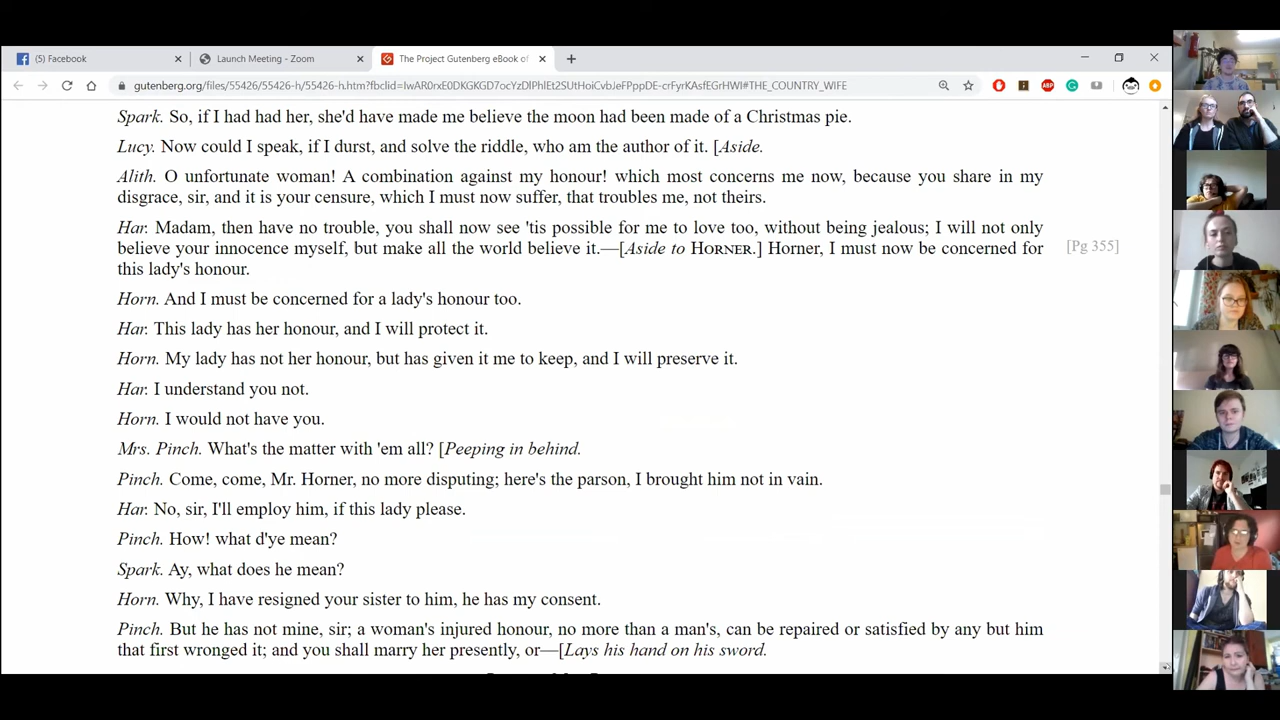 (5) Facebook
Launch Meeting - Zoom
The Project Gutenberg eBook of
gutenberg.org/files/55426/55426-h/55426-h.htm?fbclid=IwAR0rxE0DKGKGD7ocYzDIPhlEt2SUtHoiCvbJeFPppDE-crFyrKAsfEGrHWI#THE_COUNTRY_WIFE
ABP
Spark. So, if I had had her, she'd have made me believe the moon had been made of a Christmas pie.
Lucy. Now could I speak, if I durst, and solve the riddle, who am the author of it. [Aside.
Alith. O unfortunate woman! A combination against my honour! which most concerns me now, because you share in my
disgrace, sir, and it is your censure, which I must now suffer, that troubles me, not theirs.
Har. Madam, then have no trouble, you shall now see 'tis possible for me to love too, without being jealous; I will not only
believe your innocence myself, but make all the world believe it.—[Aside to HORNER.] Horner, I must now be concerned for
[Pg 355]
this lady's honour.
Horn. And I must be concerned for a lady's honour too.
Har. This lady has her honour, and I will protect it.
Horn. My lady has not her honour, but has given it me to keep, and I will preserve it.
Har. I understand you not.
Horn. I would not have you.
Mrs. Pinch. What's the matter with 'em all? [Peeping in behind.
Pinch. Come, come, Mr. Horner, no more disputing; here's the parson, I brought him not in vain.
Har. No, sir, I'll employ him, if this lady please.
Pinch. How! what d'ye mean?
Spark. Ay, what does he mean?
Horn. Why, I have resigned your sister to him, he has my consent.
Pinch. But he has not mine, sir; a woman's injured honour, no more than a man's, can be repaired or satisfied by any but him
that first wronged it; and you shall marry her presently, or—[Lays his hand on his sword.